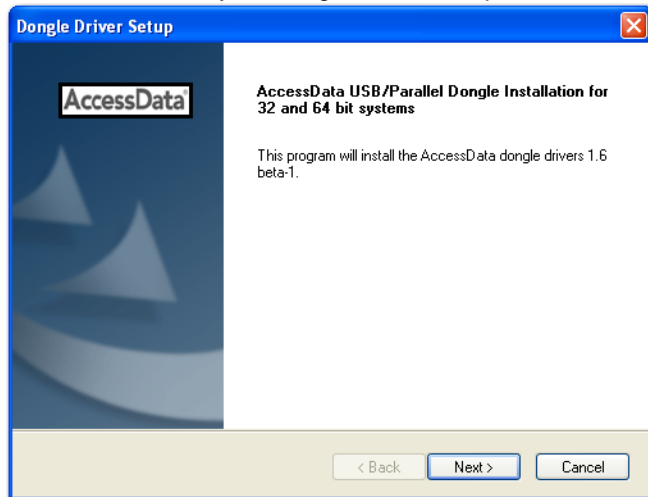 Dongle Driver Setup
AccessData
AccessData USB/Parallel Dongle Installation for
32 and 64 bit systems
This program will install the AccessData dongle drivers 1.6
beta-1.
< Back
Next >
Cancel